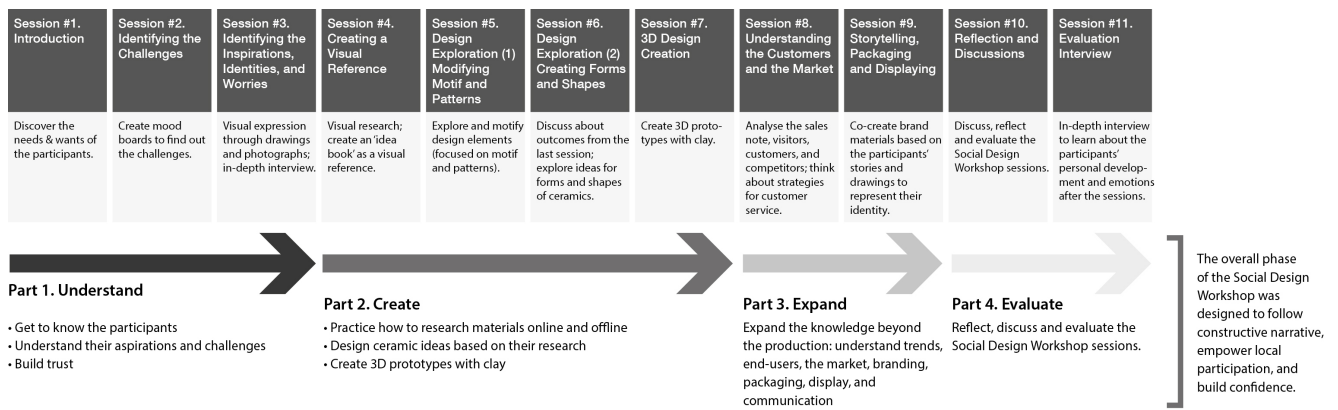 Session #1.
Introduction
Discover the
needs & wants of
the participants.
Session #2.
Identifying the
Challenges
Create mood
boards to find out
the challenges.
Session #3.
Identifying the
Inspirations,
Identities, and
Worries
Visual expression
through drawings
and photographs;
in-depth interview.
Session #4.
Creating a
Visual
Reference
Visual research;
create an ‘idea
book’ as a visual
reference.
Session #5.
Design
Exploration (1)
Modifying
Motif and
Patterns
Explore and motify
design elements
(focused on motif
and patterns).
Session #6.
Design
Exploration (2)
Creating Forms
and Shapes
Discuss about
outcomes from the
last session;
explore ideas for
forms and shapes
of ceramics.
Session #7.
3D Design
Creation
Create 3D proto-
types with clay.
Session #8.
Understanding
the Customers
and the Market
Analyse the sales
note, visitors,
customers, and
competitors; think
about strategies
for customer
service.
Session #9.
Storytelling,
Packaging
and Displaying
Co-create brand
materials based on
the participants’
stories and
drawings to
represent their
identity.
Session #10.
Reflection and
Discussions
Discuss, reflect
and evaluate the
Social Design
Workshop sessions.
Session #11.
Evaluation
Interview
In-depth interview
to learn about the
participants’
personal develop-
ment and emotions
after the sessions.
Part 1. Understand
• Get to know the participants
• Understand their aspirations and challenges
• Build trust
Part 2. Create
• Practice how to research materials online and offline
• Design ceramic ideas based on their research
• Create 3D prototypes with clay
Part 3. Expand
Expand the knowledge beyond
the production: understand trends,
end-users, the market, branding,
packaging, display, and
communication
Part 4. Evaluate
Reflect, discuss and evaluate the
Social Design Workshop sessions.
The overall phase
of the Social Design
Workshop was
designed to follow
constructive narrative,
empower local
participation, and
build confidence.